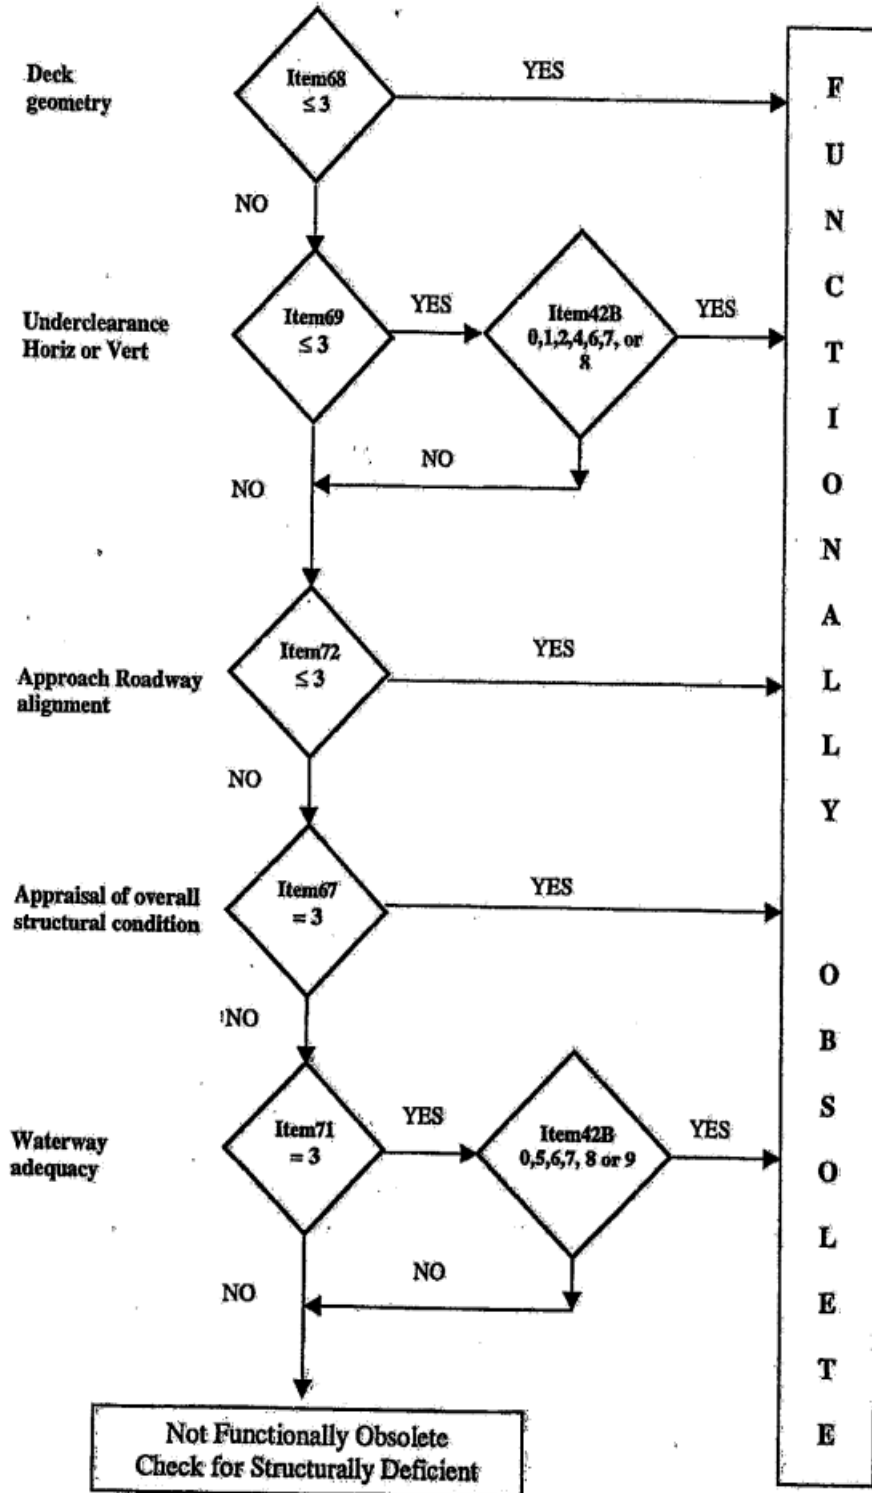 Deck
geometry
Item68
≤ 3
YES
NO
Underclearance
Horiz or Vert
Item69
≤ 3
YES
Item42B
0,1,2,4,6,7, or
8
YES
NO
NO
Approach Roadway
alignment
Item72
≤ 3
YES
NO
Appraisal of overall
structural condition
Item67
= 3
YES
NO
Waterway
adequacy
Item71
= 3
YES
Item42B
0,5,6,7, 8 or 9
YES
NO
NO
Not Functionally Obsolete
Check for Structurally Deficient
F
U
N
C
T
I
O
N
A
L
L
Y
O
B
S
O
L
E
T
E